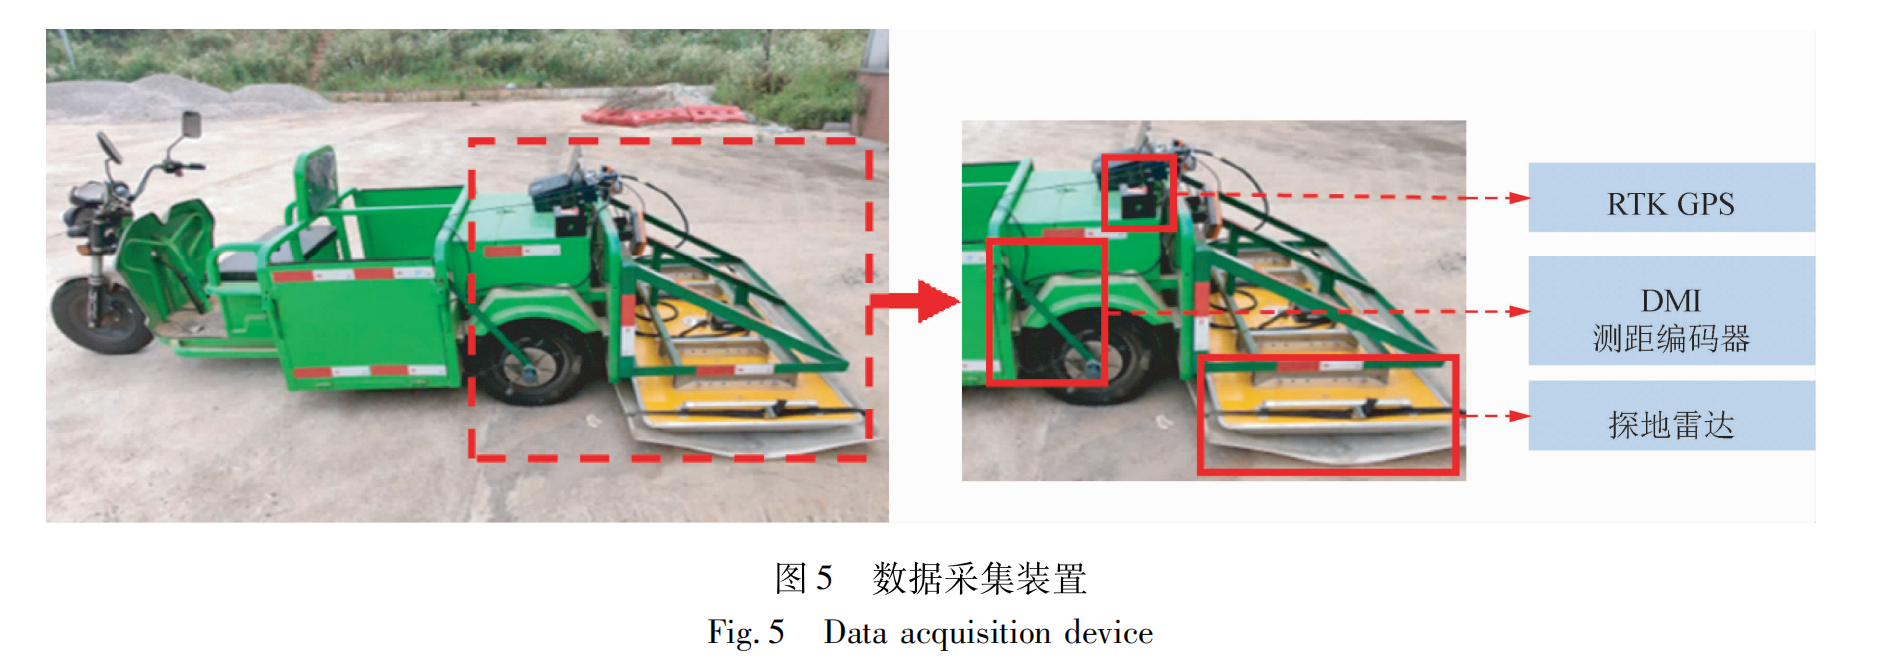 RTK GPS
DMI
测距编码器
探地雷达
图5 数据采集装置
Fig. 5 Data acquisition device